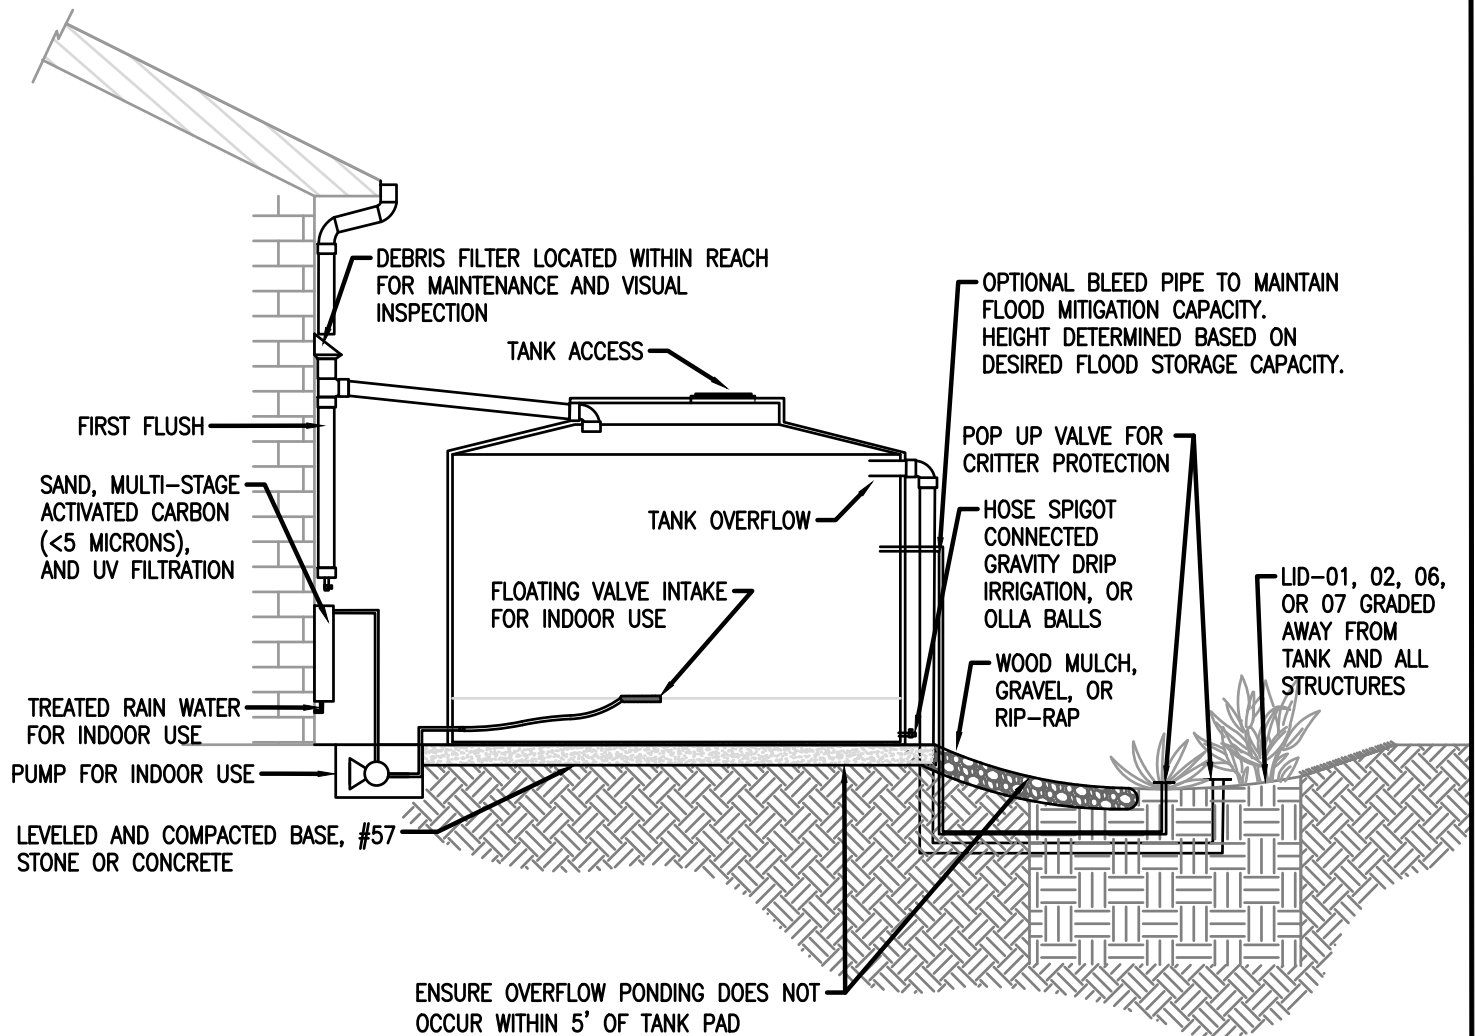 DEBRIS FILTER LOCATED WITHIN REACH
FOR MAINTENANCE AND VISUAL
INSPECTION
OPTIONAL BLEED PIPE TO MAINTAIN
FLOOD MITIGATION CAPACITY.
HEIGHT DETERMINED BASED ON
DESIRED FLOOD STORAGE CAPACITY.
TANK ACCESS
FIRST FLUSH
POP UP VALVE FOR
CRITTER PROTECTION
SAND, MULTI-STAGE
ACTIVATED CARBON
(<5 MICRONS),
AND UV FILTRATION
TANK OVERFLOW
HOSE SPIGOT
CONNECTED
GRAVITY DRIP
IRRIGATION, OR
OLLA BALLS
FLOATING VALVE INTAKE
FOR INDOOR USE
LID-01, 02, 06,
OR 07 GRADED
AWAY FROM
TANK AND ALL
STRUCTURES
WOOD MULCH,
GRAVEL, OR
RIP-RAP
TREATED RAIN WATER
FOR INDOOR USE
PUMP FOR INDOOR USE
LEVELED AND COMPACTED BASE, #57
STONE OR CONCRETE
ENSURE OVERFLOW PONDING DOES NOT
OCCUR WITHIN 5' OF TANK PAD